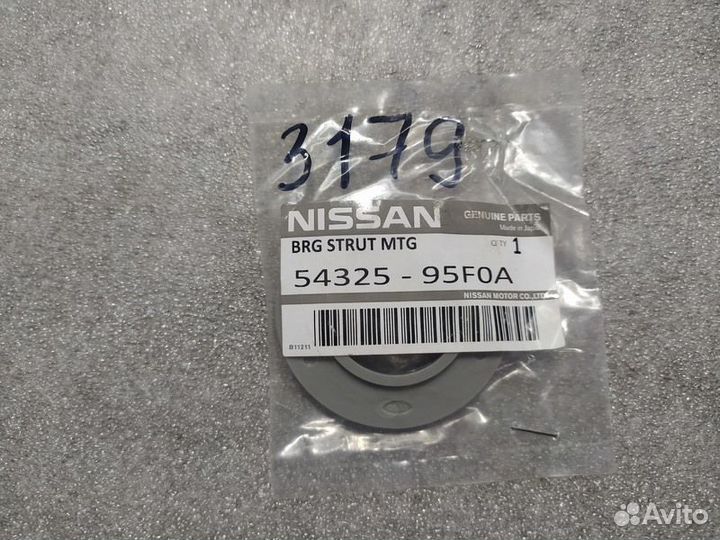 3179
NISSAN GENUINE PARTS
Made in Japan
BRG STRUT MTG Q'TY 1
54325 - 95F0A
NISSAN MOTOR CO.,LTD
B11211
Avito